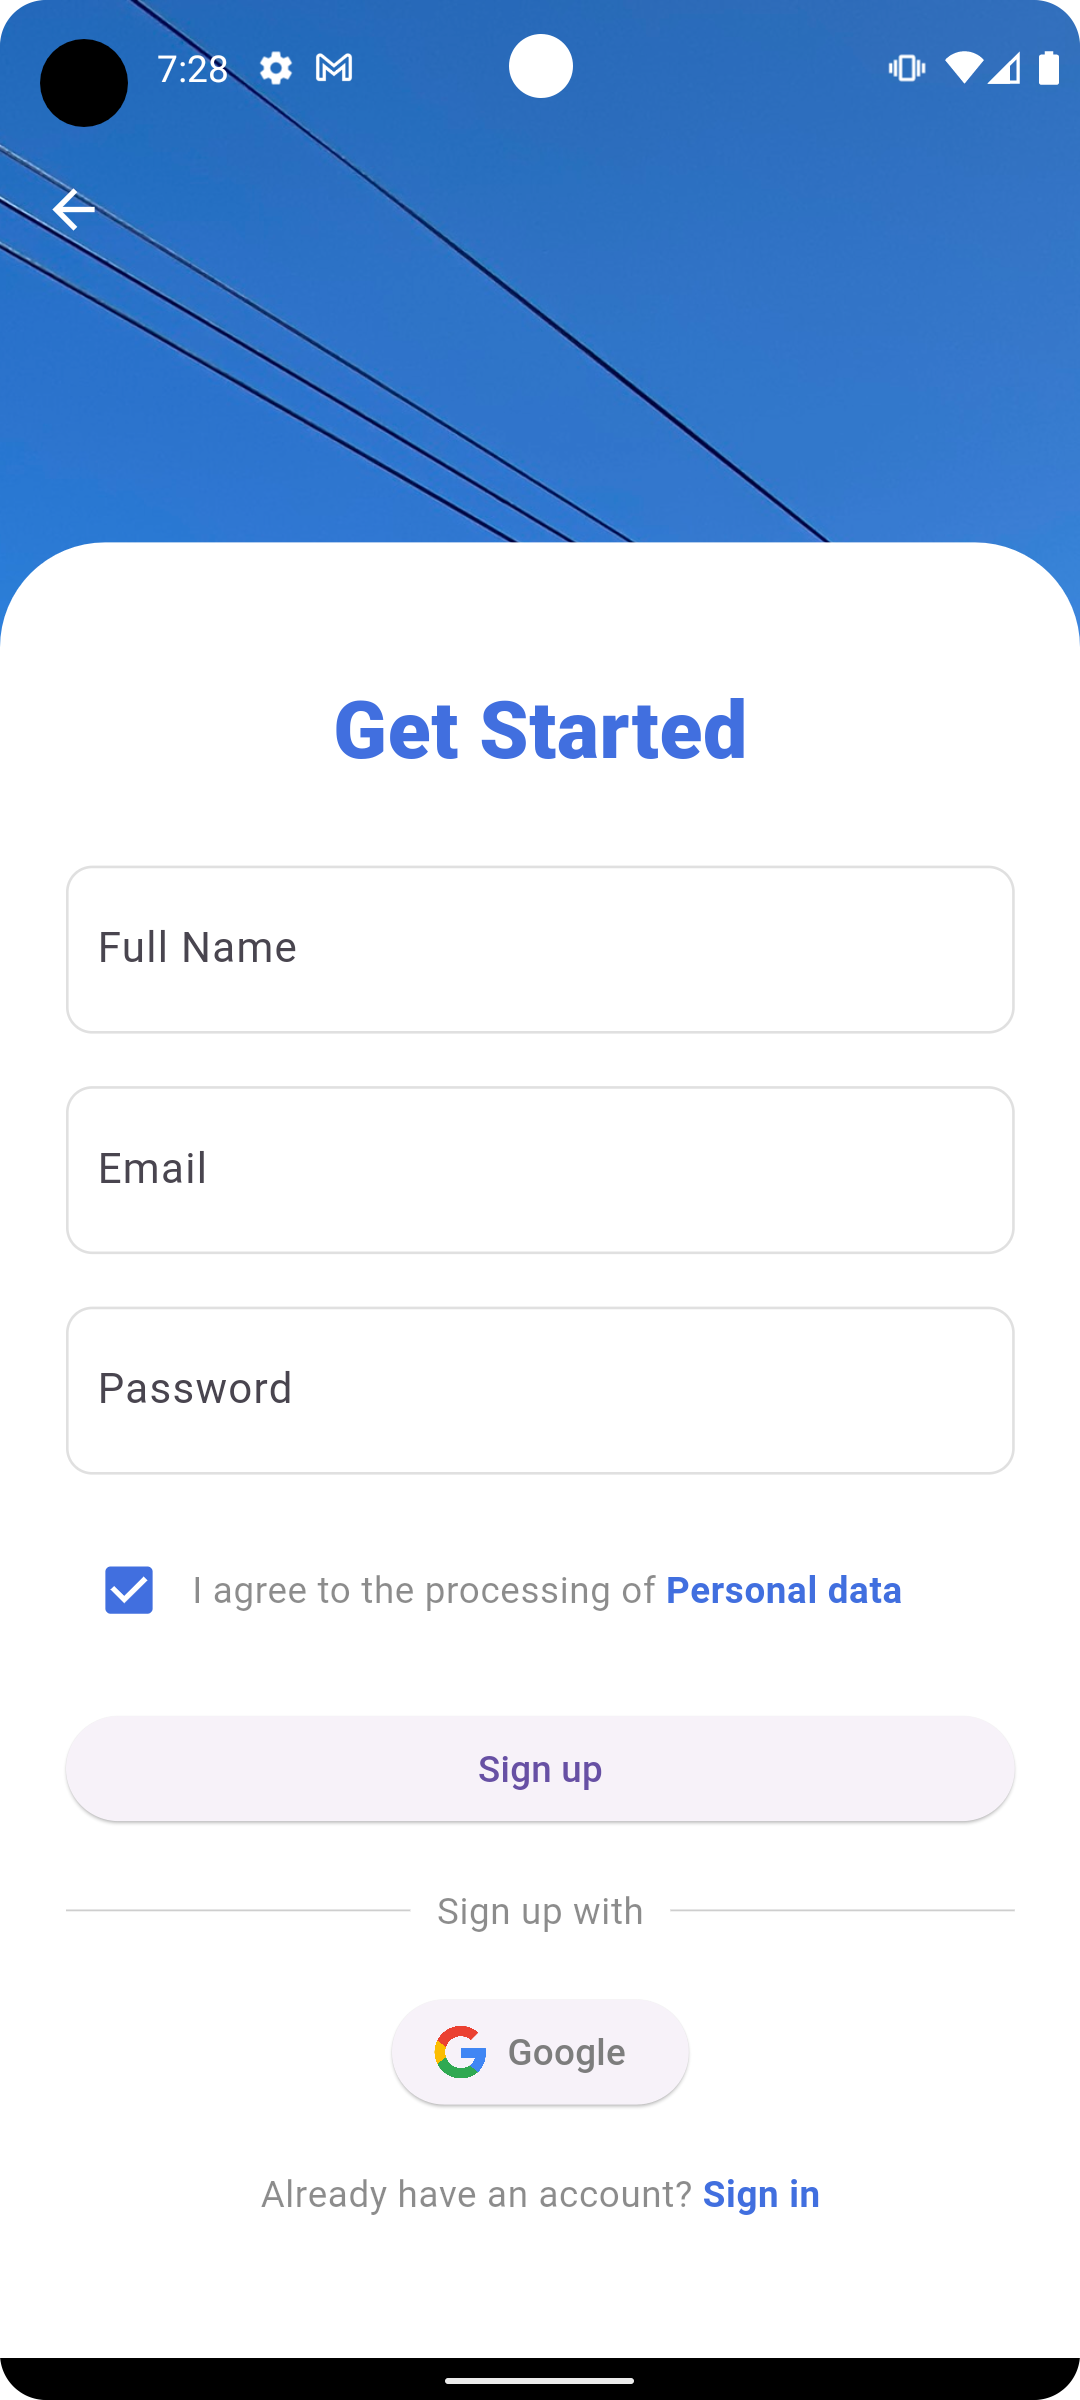 7:28
Get Started
Full Name
Email
Password
I agree to the processing of Personal data
Sign up
Sign up with
Google
Already have an account? Sign in